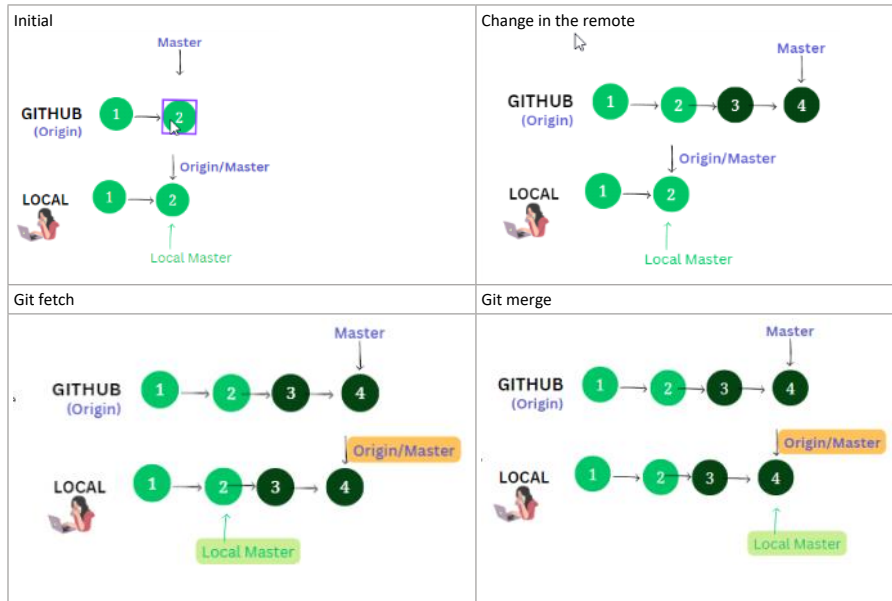 Initial
Master
1
2
GITHUB
(Origin)
Origin/Master
1
2
LOCAL
Local Master
Change in the remote
Master
1
2
3
4
GITHUB
(Origin)
Origin/Master
1
2
LOCAL
Local Master
Git fetch
Master
1
2
3
4
GITHUB
(Origin)
Origin/Master
1
2
3
4
LOCAL
Local Master
Git merge
Master
1
2
3
4
GITHUB
(Origin)
Origin/Master
1
2
3
4
LOCAL
Local Master